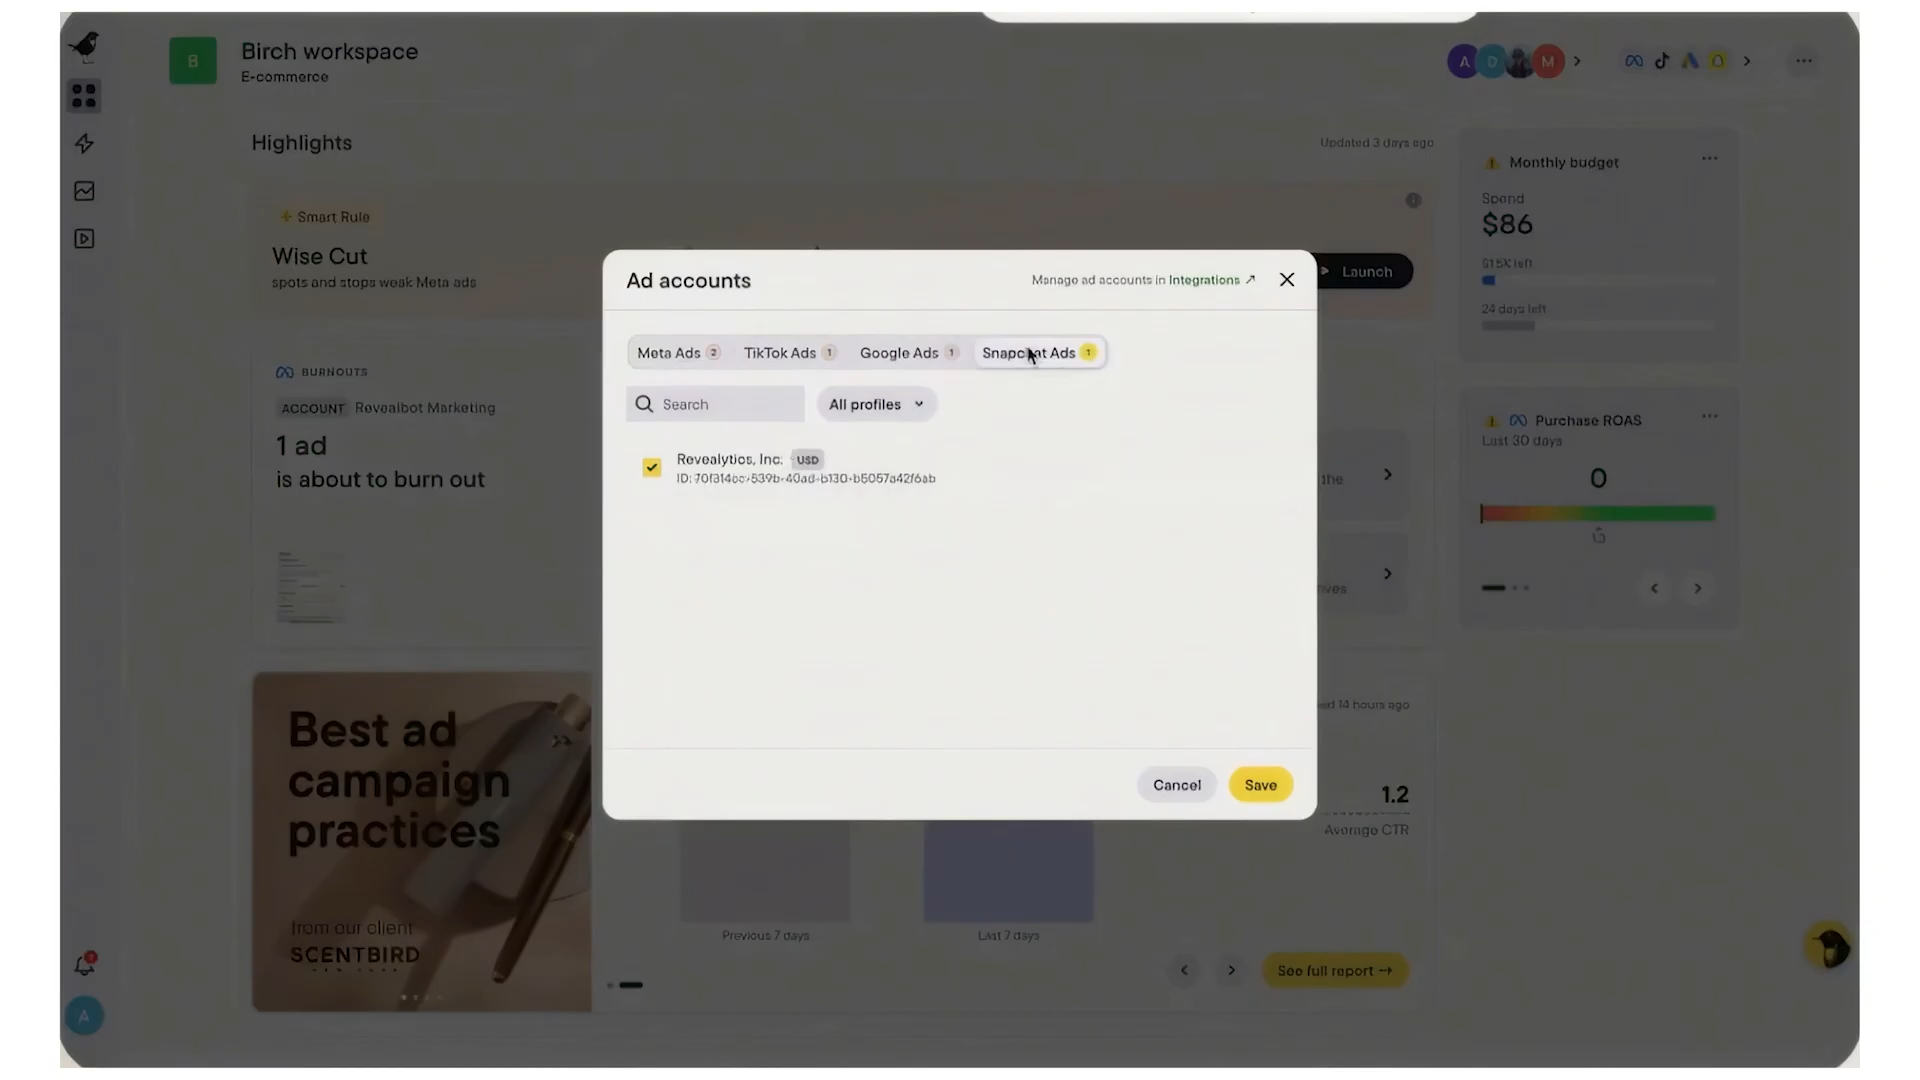 B
Birch workspace
E-commerce
A D M
Highlights
Updated 3 days ago
Smart Rule
Wise Cut
spots and stops weak Meta ads
Launch
Monthly budget
Spend
$86
24 days left
BURNOUTS
ACCOUNT Revealbot Marketing
1 ad
is about to burn out
Purchase ROAS
Last 30 days
0
Ad accounts
Manage ad accounts in Integrations ↗
Meta Ads 2 TikTok Ads 1 Google Ads 1 Snapchat Ads 1
Search
All profiles
Revealytics, Inc. USD
Cancel
Save
the
14 hours ago
1.2
Average CTR
Best ad
campaign
practices
from our client
SCENTBIRD
Previous 7 days
Last 7 days
See full report →
A